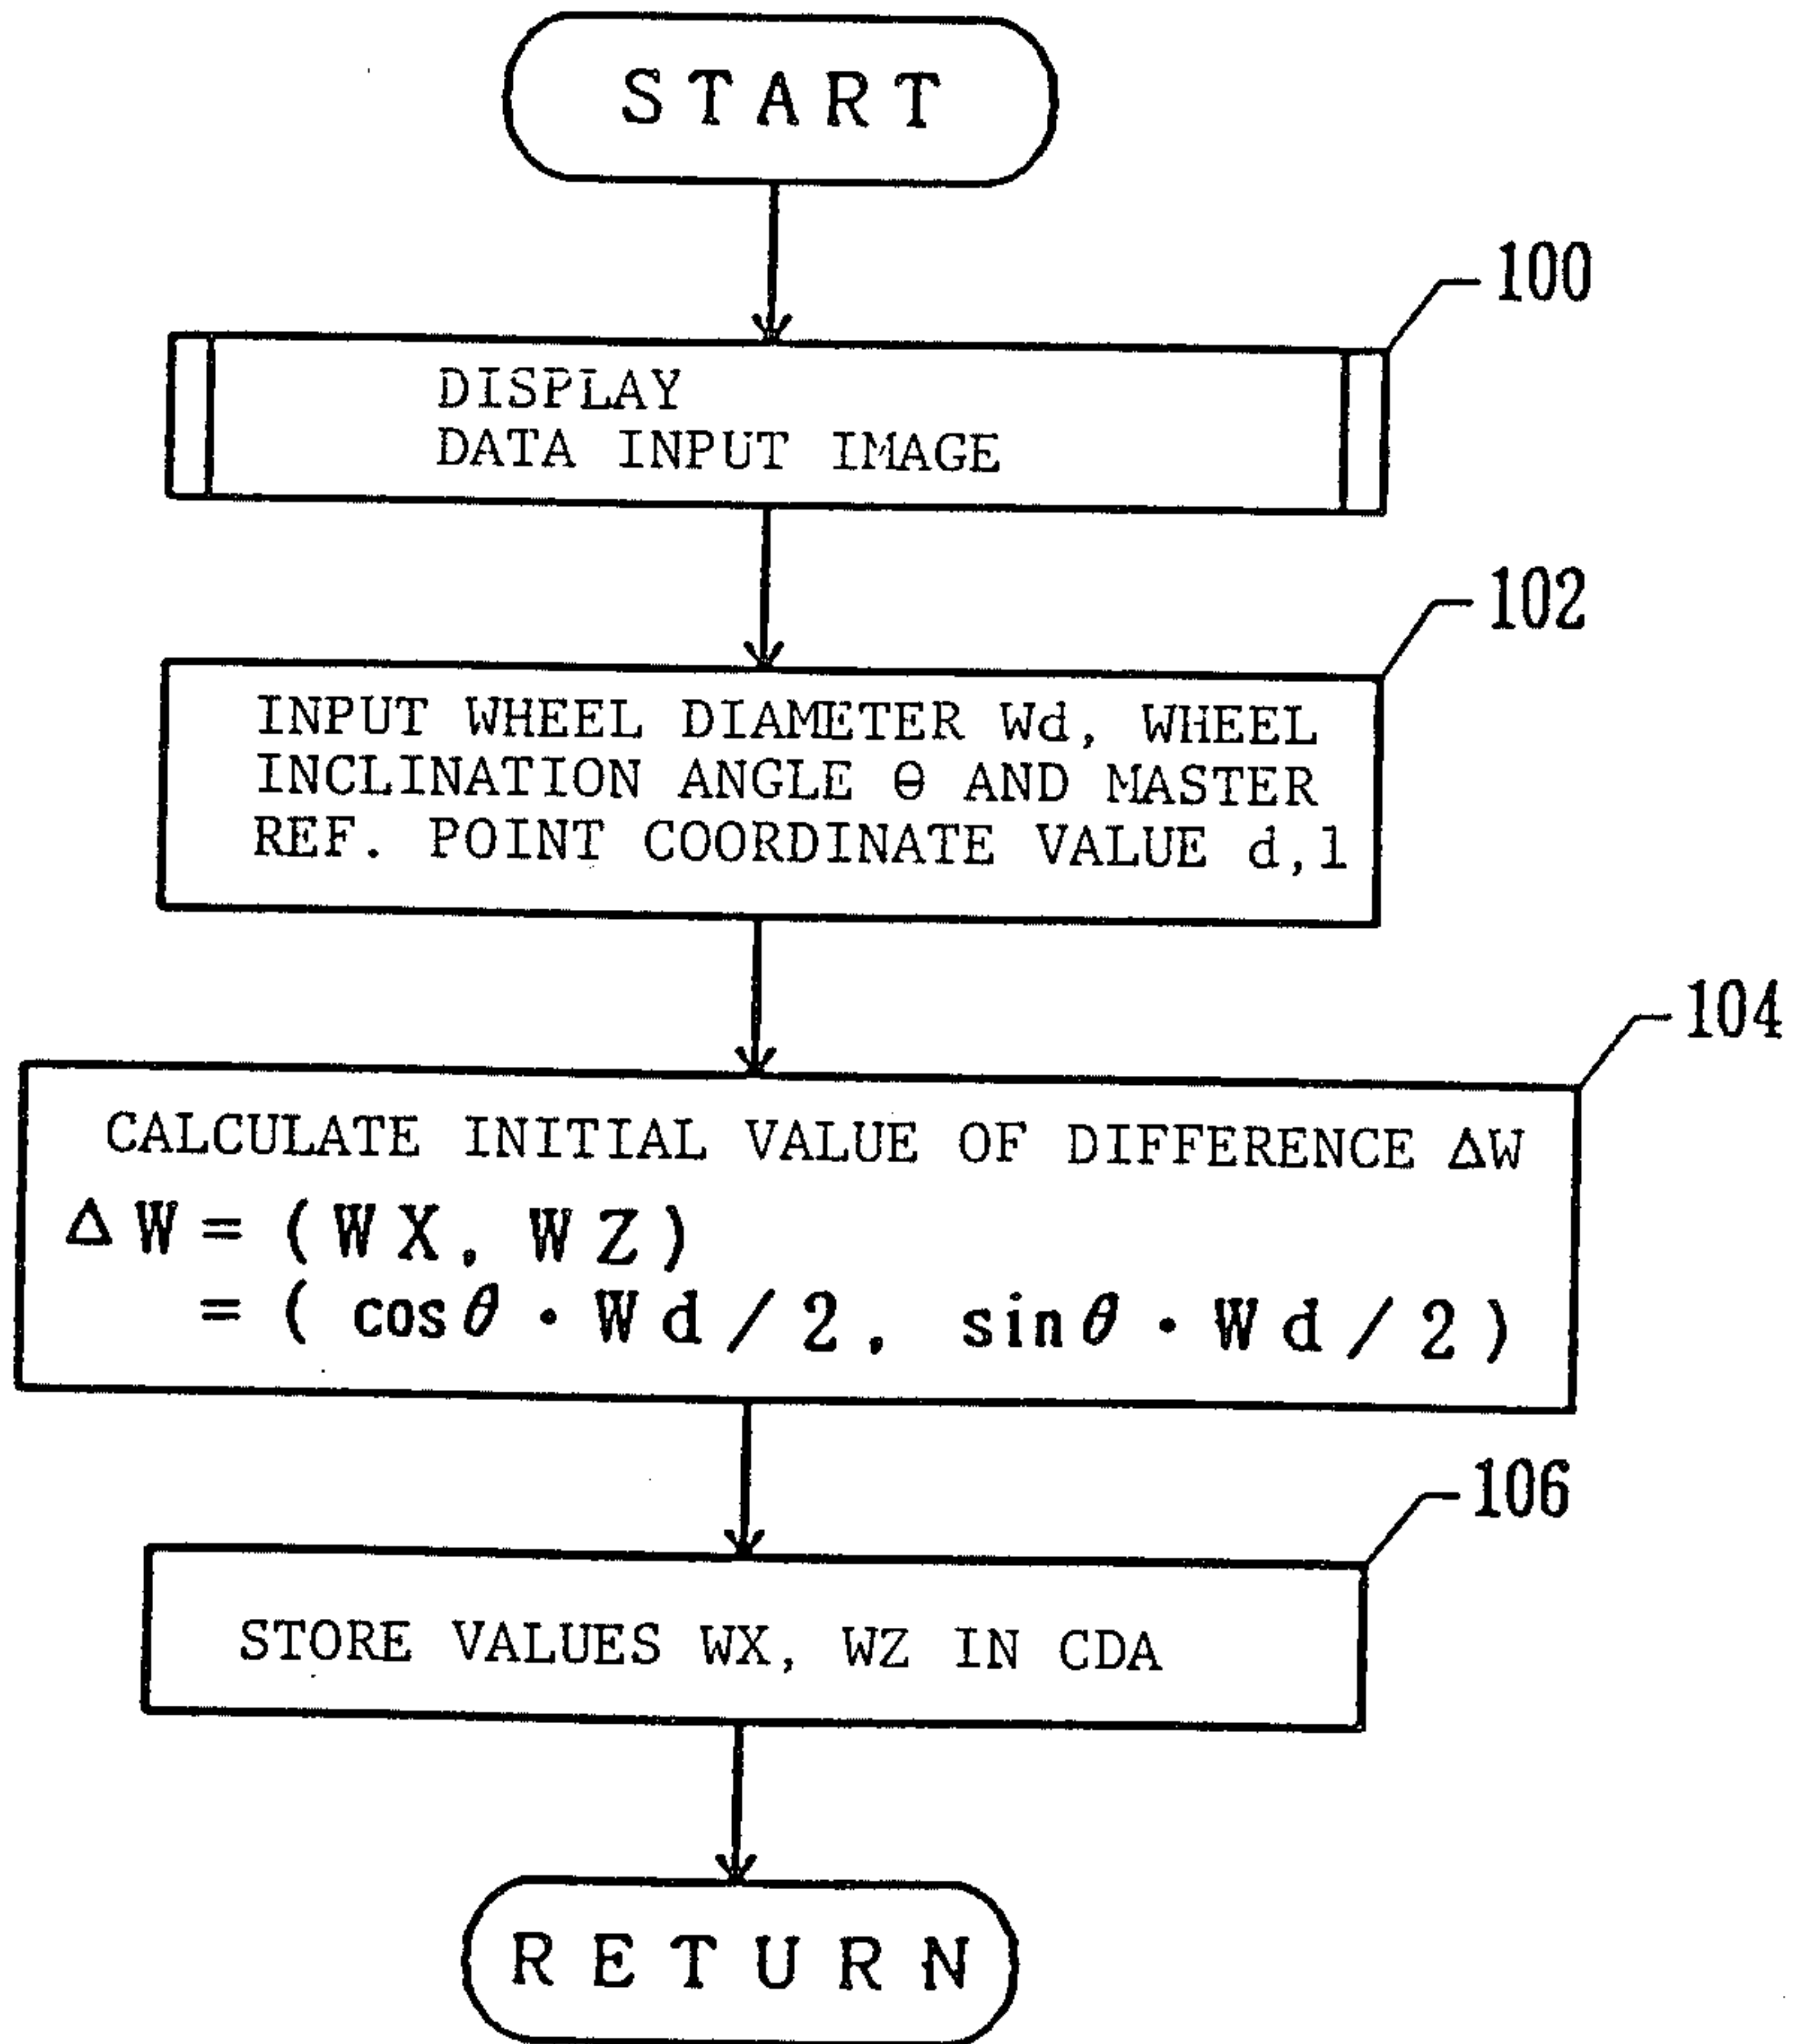 START
100
DISPLAY
DATA INPUT IMAGE
102
INPUT WHEEL DIAMETER Wd, WHEEL
INCLINATION ANGLE θ AND MASTER
REF. POINT COORDINATE VALUE d,l
104
CALCULATE INITIAL VALUE OF DIFFERENCE ΔW
ΔW = (WX, WZ)
= (cosθ・Wd/2, sinθ・Wd/2)
106
STORE VALUES WX, WZ IN CDA
RETURN